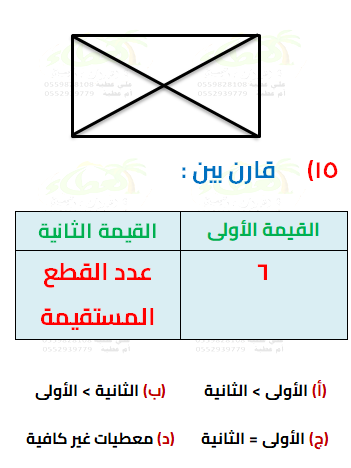 ١٥) قارن بين :
القيمة الأولى القيمة الثانية
٦ عدد القطع
المستقيمة
(أ) الأولى > الثانية (ب) الثانية > الأولى
(ج) الأولى = الثانية (د) معطيات غير كافية